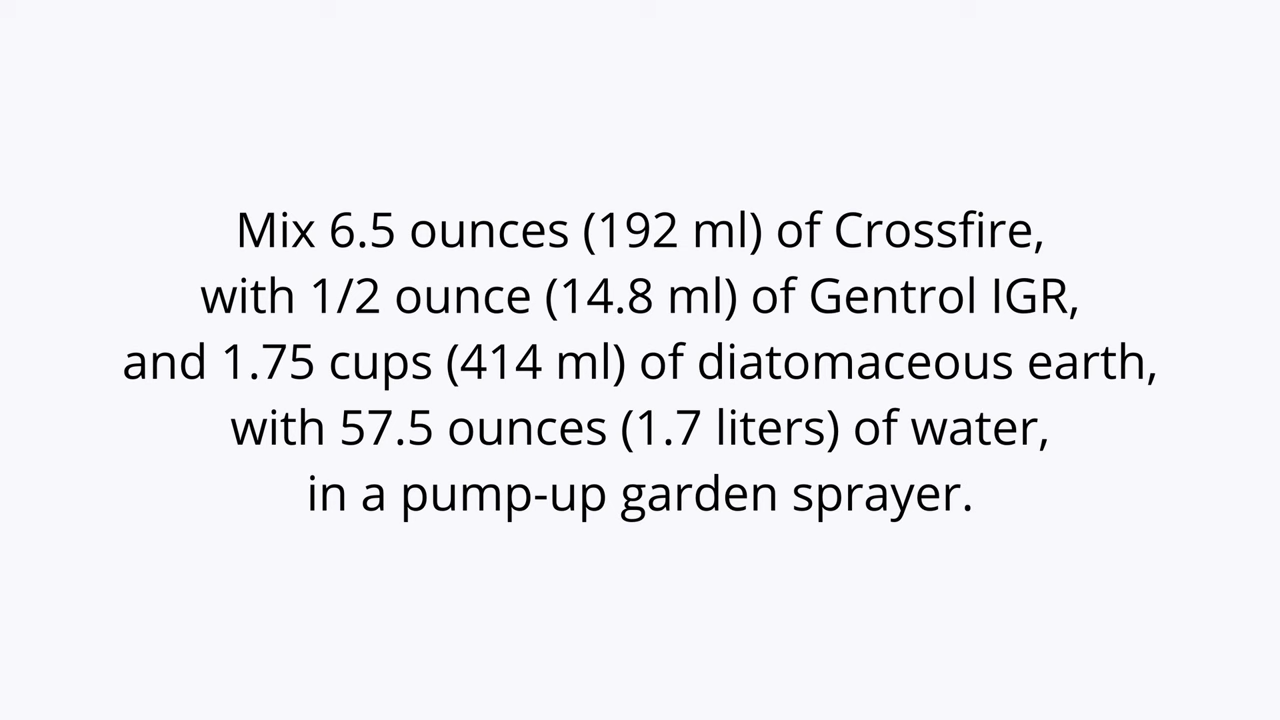 Mix 6.5 ounces (192 ml) of Crossfire,
with 1/2 ounce (14.8 ml) of Gentrol IGR,
and 1.75 cups (414 ml) of diatomaceous earth,
with 57.5 ounces (1.7 liters) of water,
in a pump-up garden sprayer.